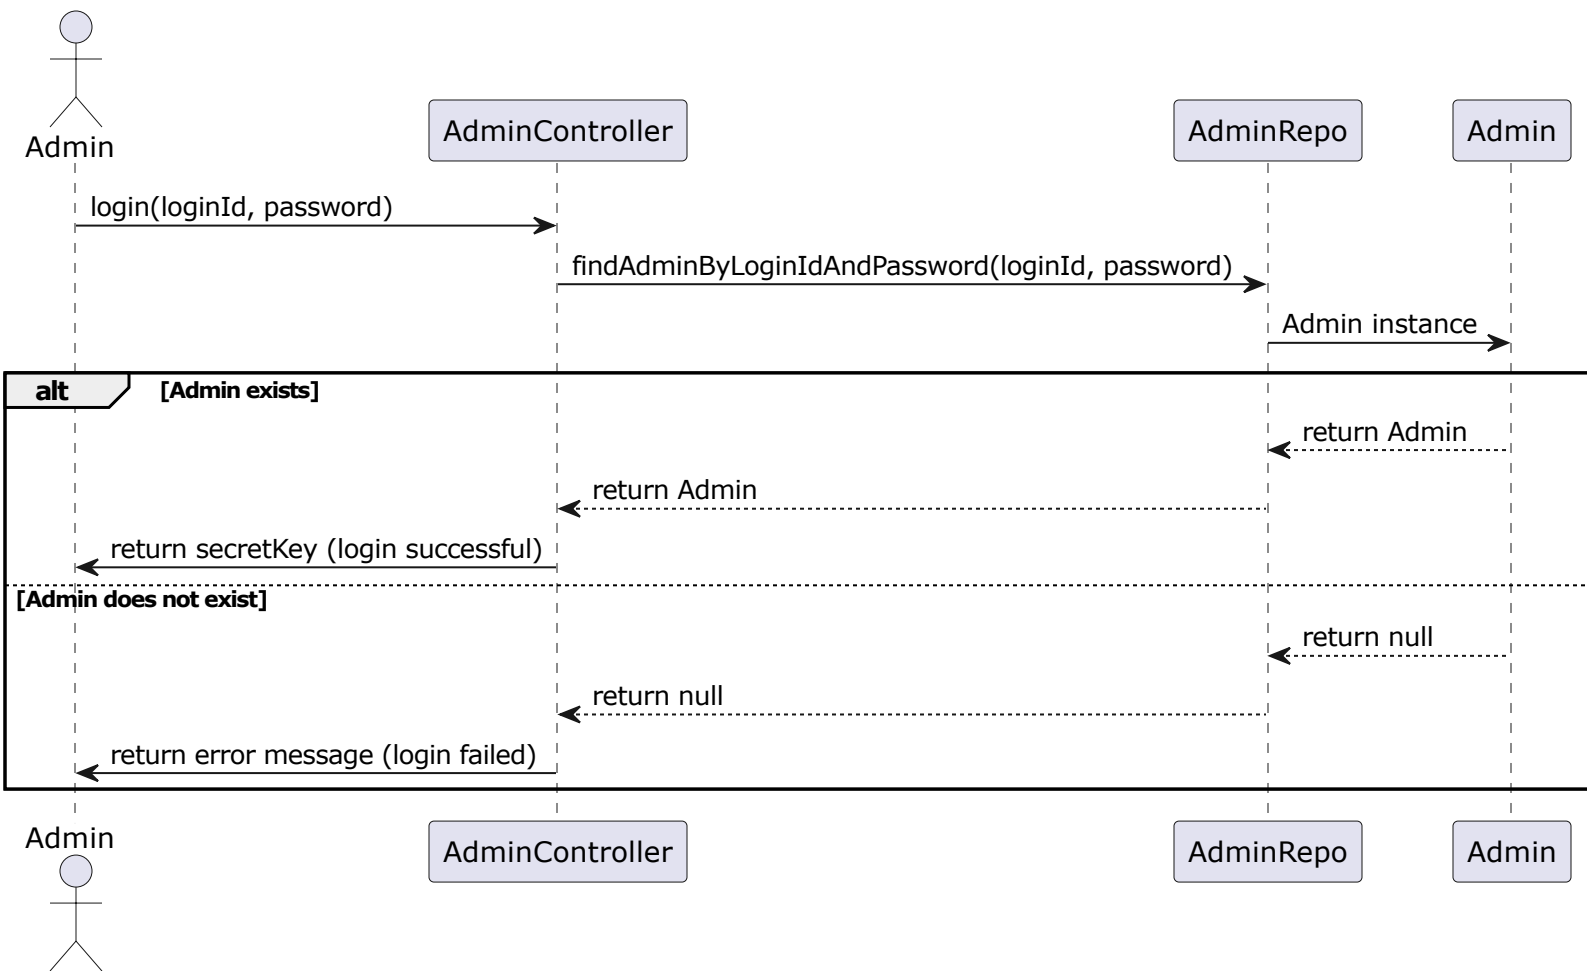 Admin
AdminController
AdminRepo
Admin
login(loginId, password)
findAdminByLoginIdAndPassword(loginId, password)
Admin instance
alt
[Admin exists]
return Admin
return Admin
return secretKey (login successful)
[Admin does not exist]
return null
return null
return error message (login failed)
Admin
AdminController
AdminRepo
Admin